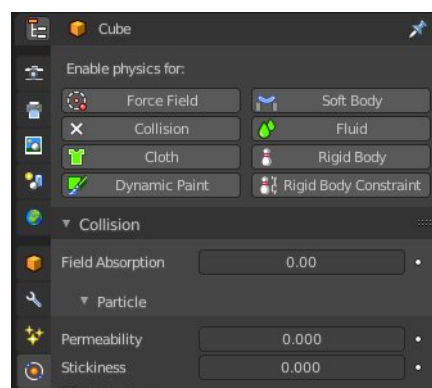 Cube
Enable physics for:
Force Field Soft Body
Collision Fluid
Cloth Rigid Body
Dynamic Paint Rigid Body Constraint
Collision
Field Absorption 0.00
Particle
Permeability 0.000
Stickiness 0.000